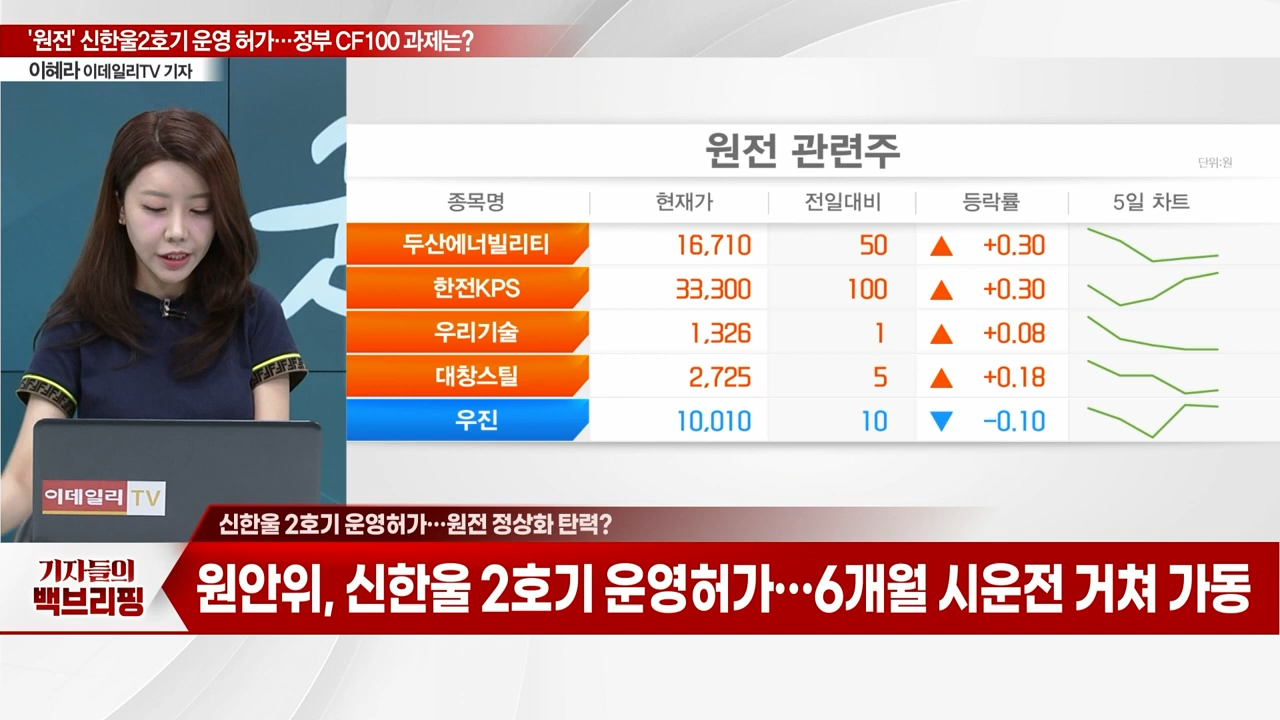 '원전' 신한울2호기 운영 허가…정부 CF100 과제는?
이혜라 이데일리TV 기자
원전 관련주
단위:원
종목명 현재가 전일대비 등락률 5일 차트
두산에너빌리티 16,710 50 ▲ +0.30
한전KPS 33,300 100 ▲ +0.30
우리기술 1,326 1 ▲ +0.08
대창스틸 2,725 5 ▲ +0.18
우진 10,010 10 ▼ -0.10
이데일리TV
신한울 2호기 운영허가…원전 정상화 탄력?
기자들의
백브리핑
원안위, 신한울 2호기 운영허가…6개월 시운전 거쳐 가동